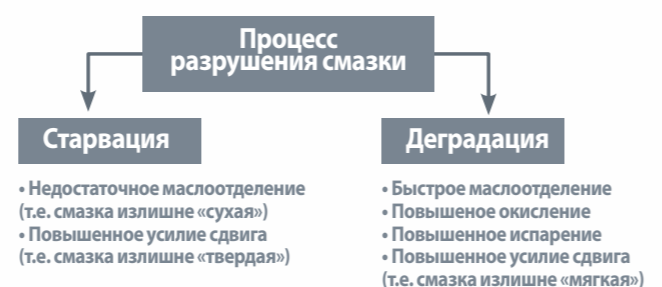 Процесс
разрушения смазки
Старвация
• Недостаточное маслоотделение
(т.е. смазка излишне «сухая»)
• Повышенное усилие сдвига
(т.е. смазка излишне «твердая»)
Деградация
• Быстрое маслоотделение
• Повышеное окисление
• Повышенное испарение
• Повышенное усилие сдвига
(т.е. смазка излишне «мягкая»)